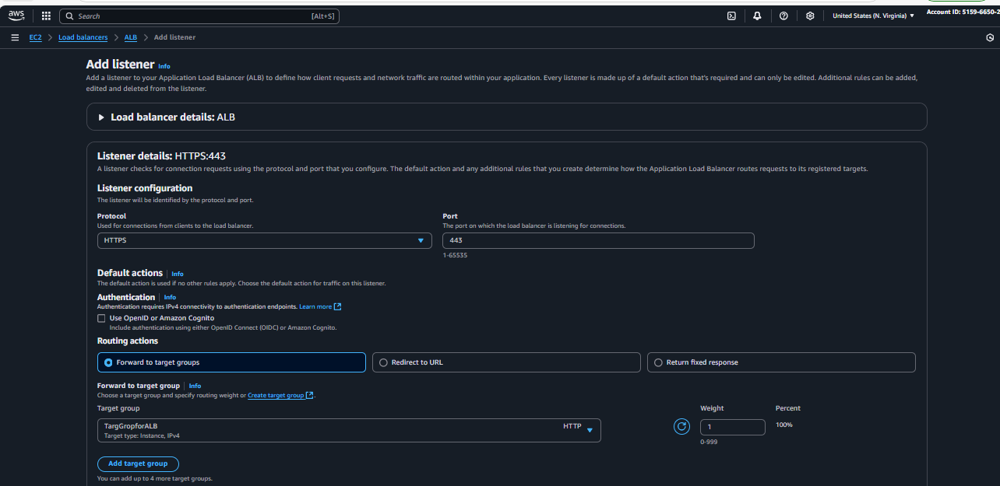 aws
Search [Alt+S]
United States (N. Virginia)
Account ID: 5159-6650-2
EC2 > Load balancers > ALB > Add listener
Add listener Info
Add a listener to your Application Load Balancer (ALB) to define how client requests and network traffic are routed within your application. Every listener is made up of a default action that's required and can only be edited. Additional rules can be added,
edited and deleted from the listener.
Load balancer details: ALB
Listener details: HTTPS:443
A listener checks for connection requests using the protocol and port that you configure. The default action and any additional rules that you create determine how the Application Load Balancer routes requests to its registered targets.
Listener configuration
The listener will be identified by the protocol and port.
Protocol
Used for connections from clients to the load balancer.
HTTPS
Port
The port on which the load balancer is listening for connections.
443
1-65535
Default actions Info
The default action is used if no other rules apply. Choose the default action for traffic on this listener.
Authentication Info
Authentication requires IPv4 connectivity to authentication endpoints. Learn more
Use OpenID or Amazon Cognito
Include authentication using either OpenID Connect (OIDC) or Amazon Cognito.
Routing actions
Forward to target groups
Redirect to URL
Return fixed response
Forward to target group Info
Choose a target group and specify routing weight or Create target group.
Target group
TargGropforALB HTTP
Target type: Instance, IPv4
Weight
1
0-999
Percent
100%
Add target group
You can add up to 4 more target groups.